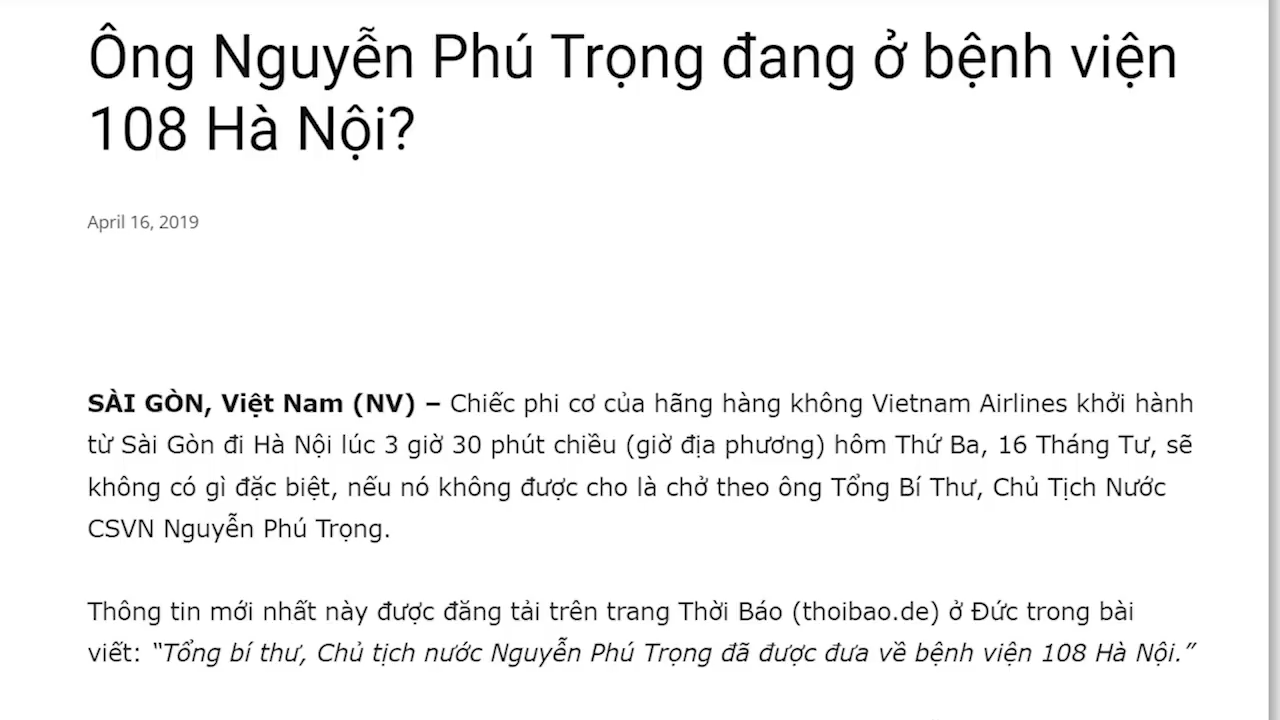 Ông Nguyễn Phú Trọng đang ở bệnh viện
108 Hà Nội?
April 16, 2019
SÀI GÒN, Việt Nam (NV) – Chiếc phi cơ của hãng hàng không Vietnam Airlines khởi hành
từ Sài Gòn đi Hà Nội lúc 3 giờ 30 phút chiều (giờ địa phương) hôm Thứ Ba, 16 Tháng Tư, sẽ
không có gì đặc biệt, nếu nó không được cho là chở theo ông Tổng Bí Thư, Chủ Tịch Nước
CSVN Nguyễn Phú Trọng.
Thông tin mới nhất này được đăng tải trên trang Thời Báo (thoibao.de) ở Đức trong bài
viết: “Tổng bí thư, Chủ tịch nước Nguyễn Phú Trọng đã được đưa về bệnh viện 108 Hà Nội.”